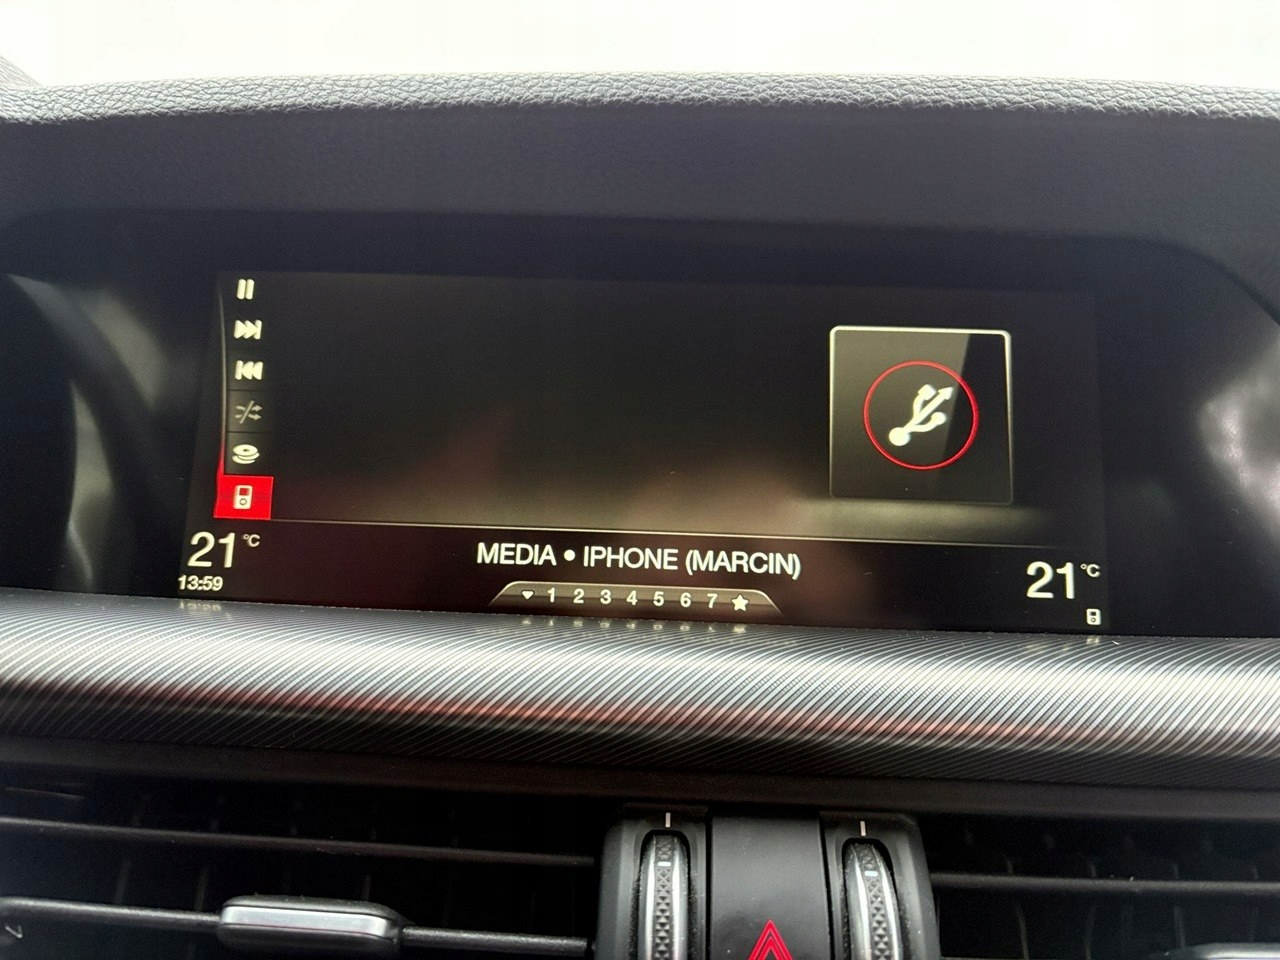 21°C
13:59
MEDIA • IPHONE (MARCIN)
1 2 3 4 5 6 7
21°C